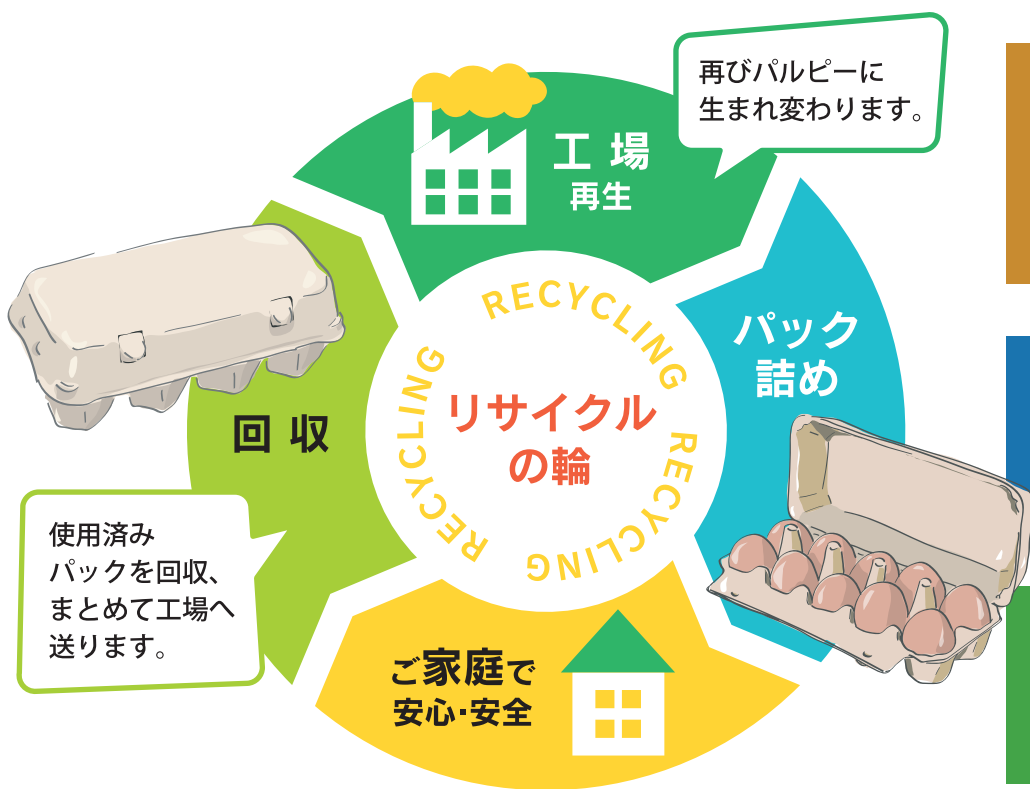 再びパルピーに
生まれ変わります。
工場
再生
パック
詰め
RECYCLING
RECYCLING
RECYCLING
リサイクル
の輪
回収
使用済み
パックを回収、
まとめて工場へ
送ります。
ご家庭で
安心・安全